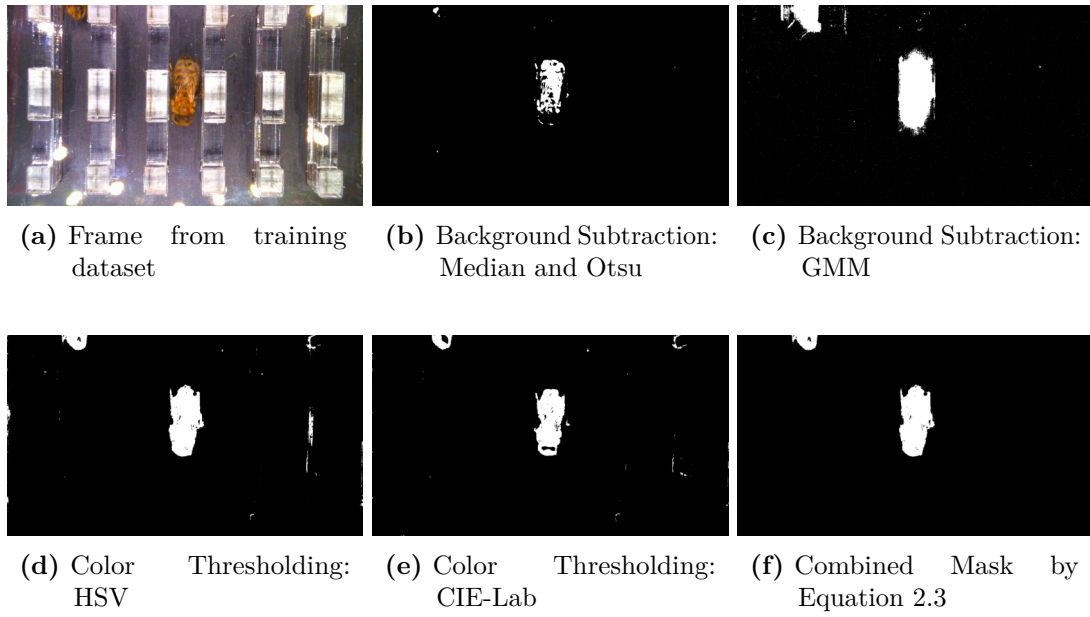 (a) Frame from training
dataset
(b) Background Subtraction:
Median and Otsu
(c) Background Subtraction:
GMM
(d) Color Thresholding:
HSV
(e) Color Thresholding:
CIE-Lab
(f) Combined Mask by
Equation 2.3